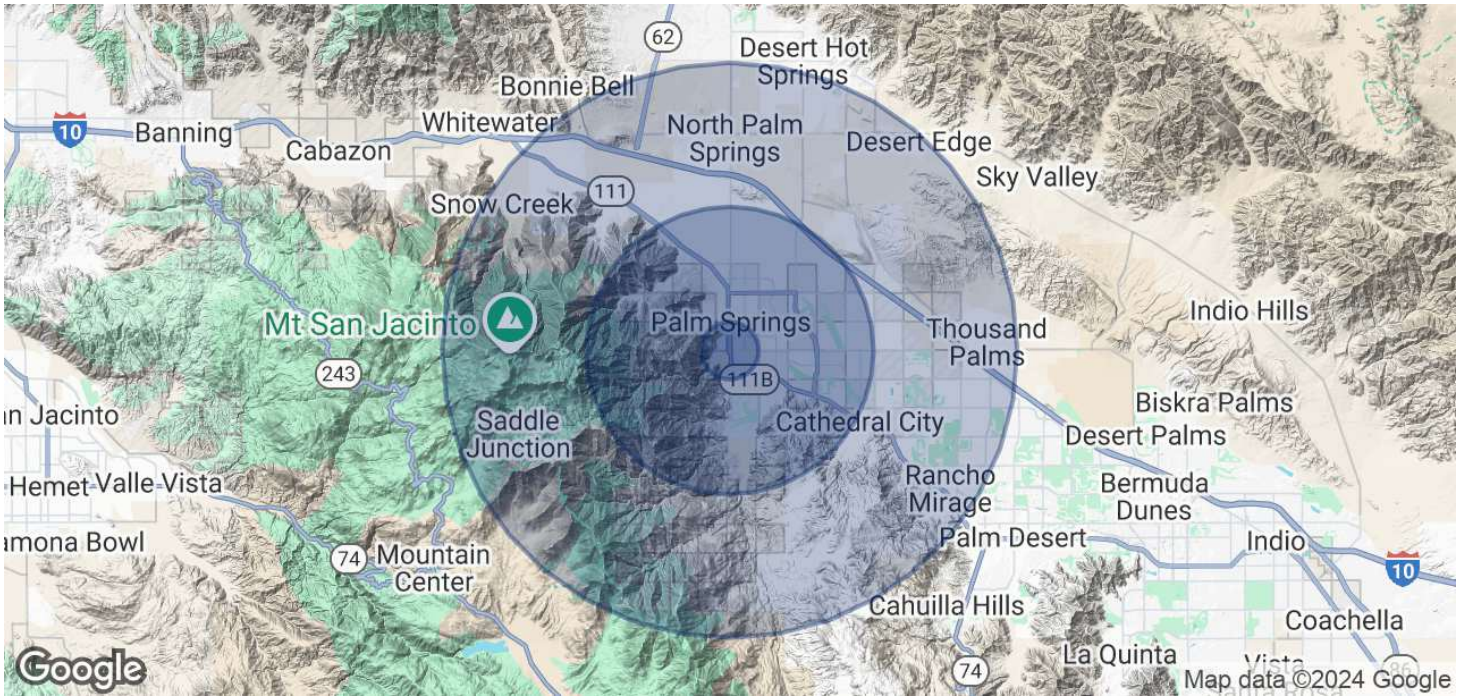 62
Desert Hot
Springs
Bonnie Bell
10
Banning
Whitewater
North Palm
Springs
Cabazon
Desert Edge
Sky Valley
111
Snow Creek
Mt San Jacinto
Palm Springs
Indio Hills
Thousand
Palms
243
111B
an Jacinto
Saddle
Junction
Cathedral City
Biskra Palms
Desert Palms
Hemet
Valle Vista
Rancho
Mirage
Bermuda
Dunes
amona Bowl
74
Mountain
Center
Palm Desert
Indio
10
Cahuilla Hills
Coachella
Google
74
La Quinta
Vista
86
Map data ©2024 Google